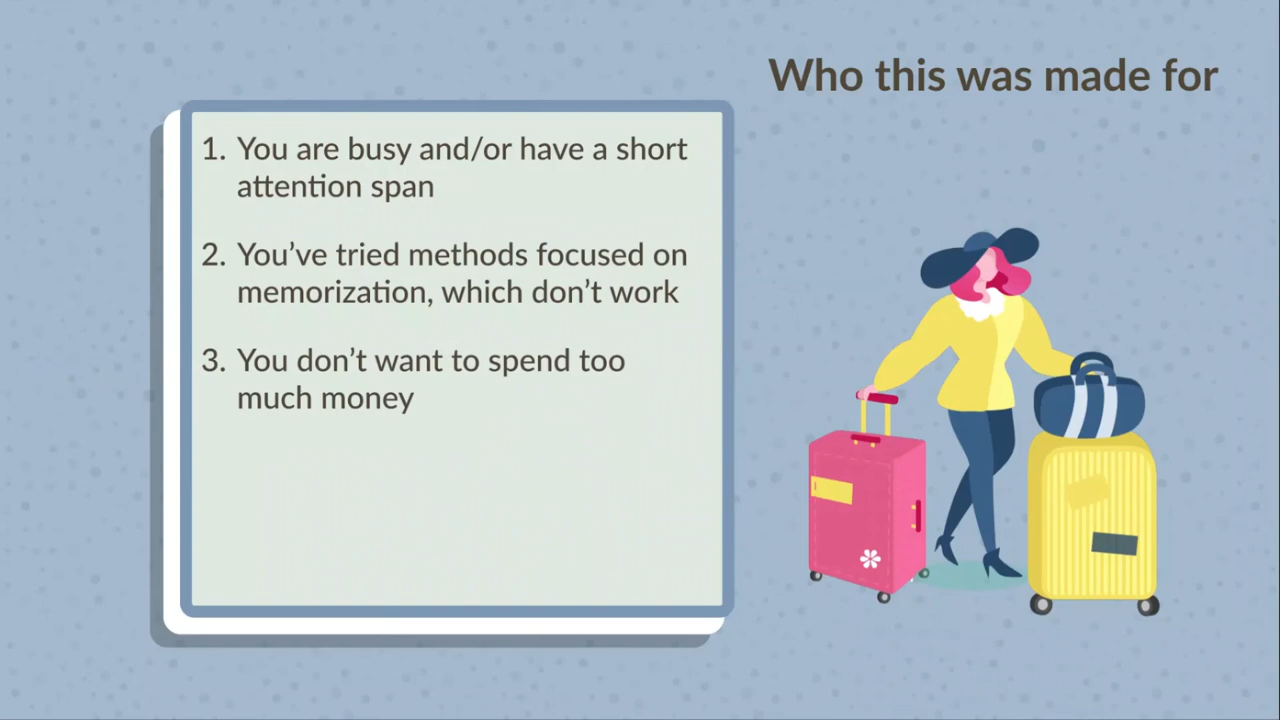 Who this was made for
1. You are busy and/or have a short
attention span
2. You’ve tried methods focused on
memorization, which don’t work
3. You don’t want to spend too
much money